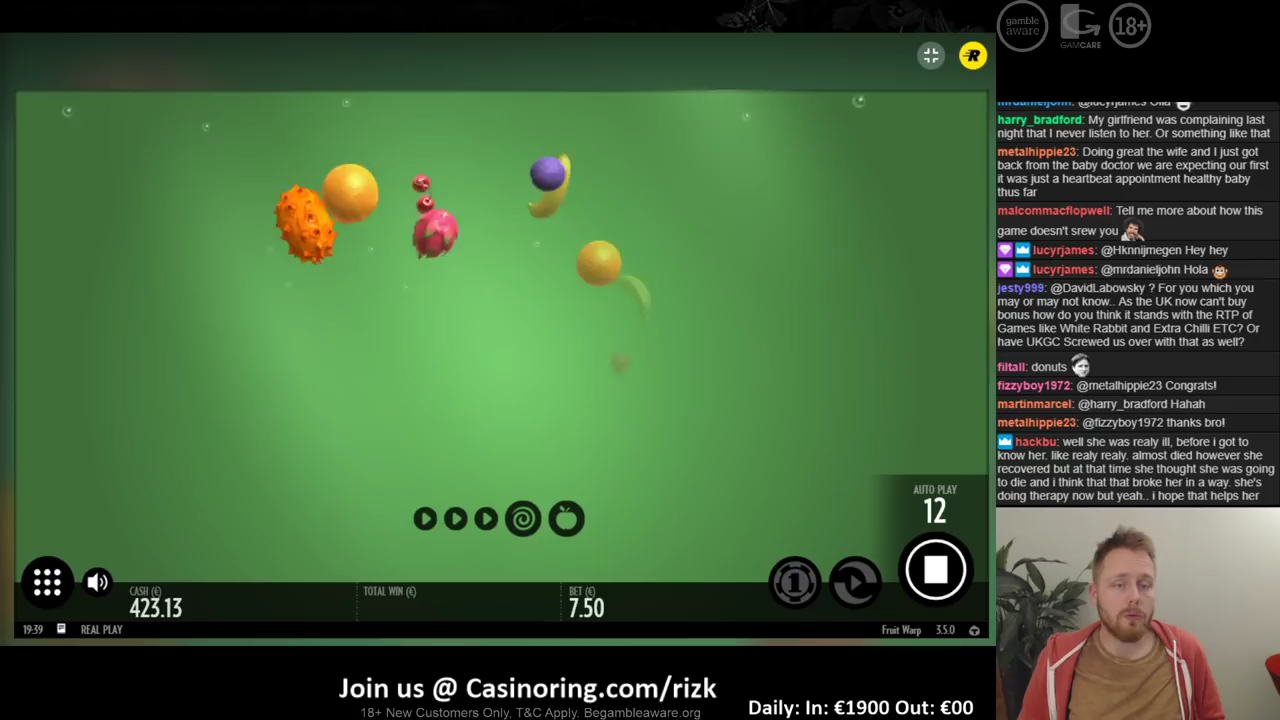 gamble
aware
GAMCARE
18+
R
mrdanieljohn: @lucyrjames Olla
harry_bradford: My girlfriend was complaining last
night that I never listen to her. Or something like that
metalhippie23: Doing great the wife and I just got
back from the baby doctor we are expecting our first
it was just a heartbeat appointment healthy baby
thus far
malcommacflopwell: Tell me more about how this
game doesn't srew you
lucyrjames: @Hknnijmegen Hey hey
lucyrjames: @mrdanieljohn Hola
jesty999: @DavidLabowsky ? For you which you
may or may not know.. As the UK now can't buy
bonus how do you think it stands with the RTP of
Games like White Rabbit and Extra Chilli ETC? Or
have UKGC Screwed us over with that as well?
filtall: donuts
fizzyboy1972: @metalhippie23 Congrats!
martinmarcel: @harry_bradford Hahah
metalhippie23: @fizzyboy1972 thanks bro!
hackbu: well she was realy ill, before i got to
know her. like realy realy. almost died however she
recovered but at that time she thought she was going
to die and i think that that broke her in a way. she's
doing therapy now but yeah.. i hope that helps her
AUTO PLAY
12
1
CASH (€)
423.13
TOTAL WIN (€)
BET (€)
7.50
19:39
REAL PLAY
Fruit Warp
3.5.0
Join us @ Casinoring.com/rizk
18+ New Customers Only, T&C Apply. Begambleaware.org
Daily: In: €1900 Out: €00